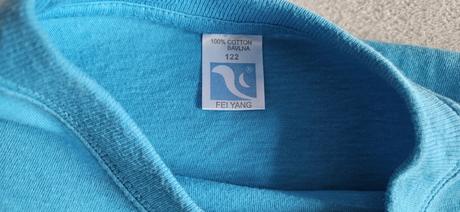 100% COTTON
BAVLNA
122
FEI YANG